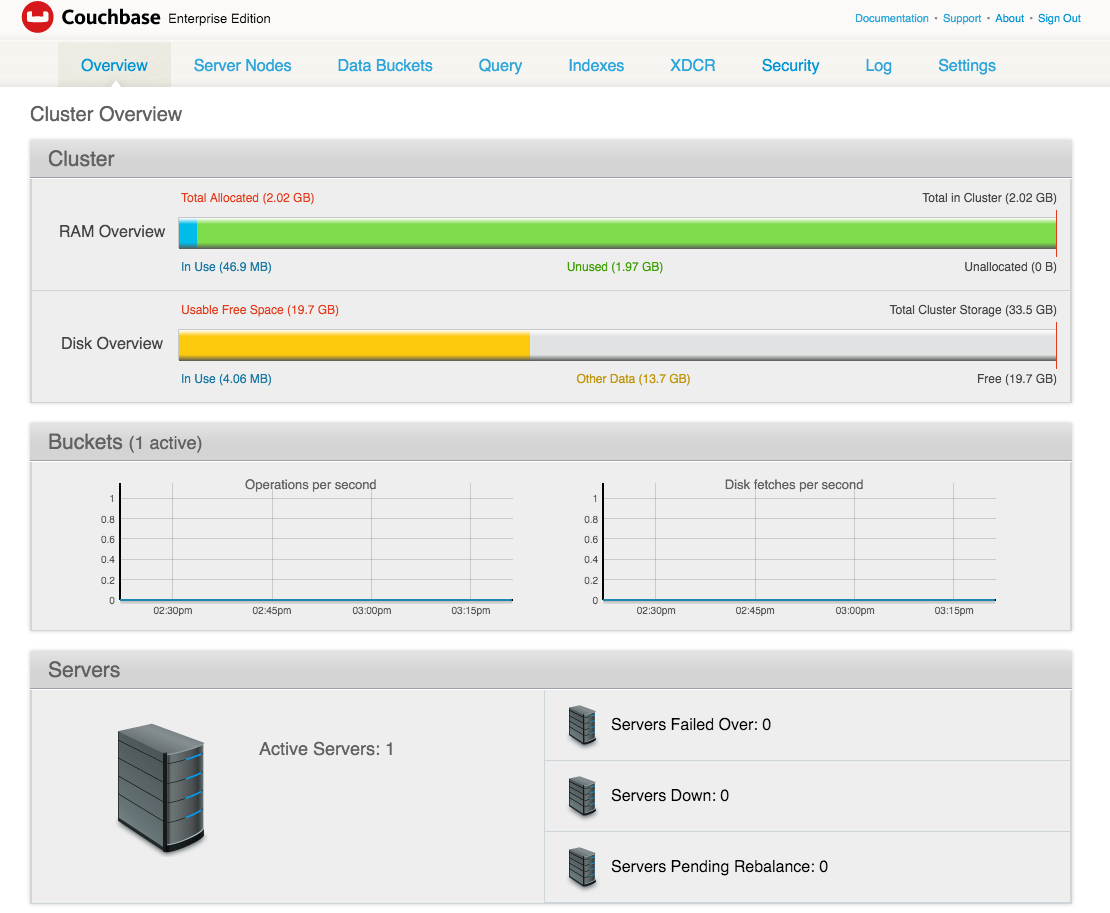 Couchbase Enterprise Edition
Documentation • Support • About • Sign Out
Overview Server Nodes Data Buckets Query Indexes XDCR Security Log Settings
Cluster Overview
Cluster
Total Allocated (2.02 GB) Total in Cluster (2.02 GB)
RAM Overview
In Use (46.9 MB) Unused (1.97 GB) Unallocated (0 B)
Usable Free Space (19.7 GB) Total Cluster Storage (33.5 GB)
Disk Overview
In Use (4.06 MB) Other Data (13.7 GB) Free (19.7 GB)
Buckets (1 active)
Operations per second
1
0.8
0.6
0.4
0.2
0
02:30pm 02:45pm 03:00pm 03:15pm
Disk fetches per second
1
0.8
0.6
0.4
0.2
0
02:30pm 02:45pm 03:00pm 03:15pm
Servers
Active Servers: 1
Servers Failed Over: 0
Servers Down: 0
Servers Pending Rebalance: 0